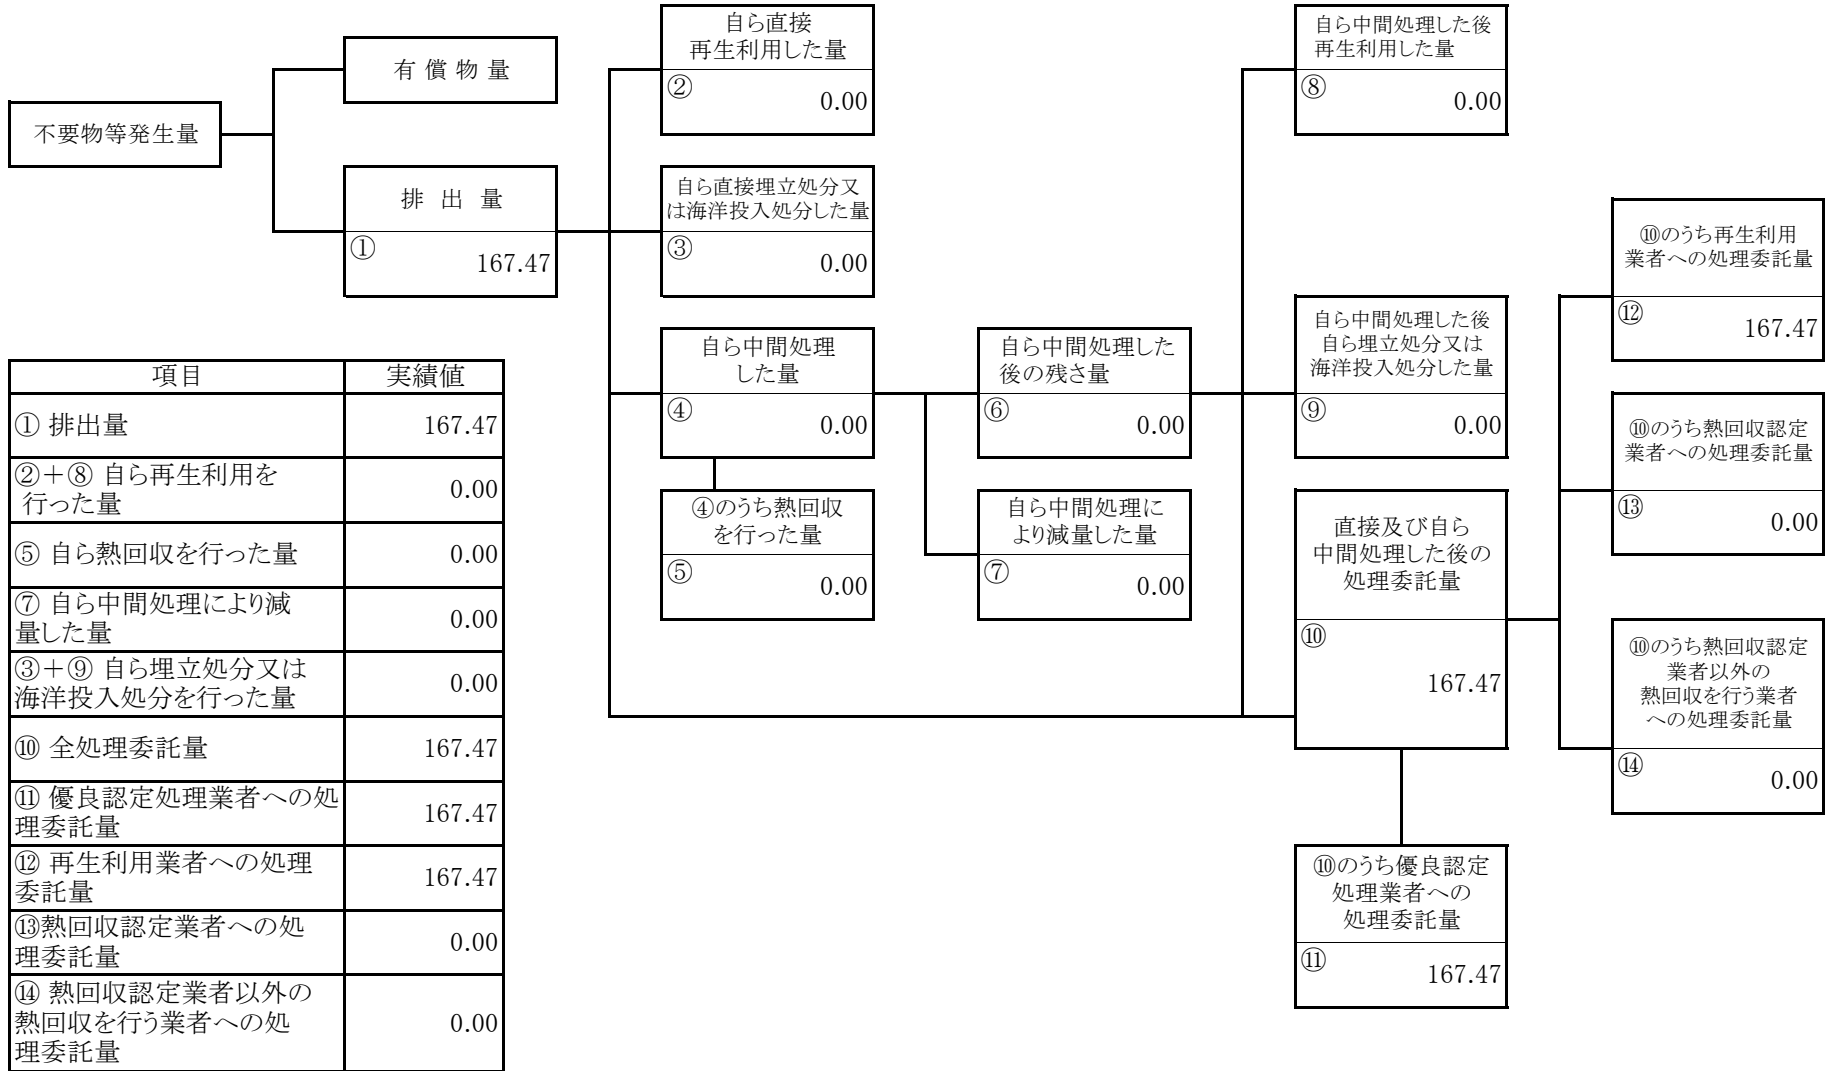 不要物等発生量
有 償 物 量
排 出 量
①
167.47
自ら直接
再生利用した量
②
0.00
自ら直接埋立処分又
は海洋投入処分した量
③
0.00
自ら中間処理
した量
④
0.00
④のうち熱回収
を行った量
⑤
0.00
自ら中間処理した
後の残さ量
⑥
0.00
自ら中間処理に
より減量した量
⑦
0.00
自ら中間処理した後
再生利用した量
⑧
0.00
自ら中間処理した後
自ら埋立処分又は
海洋投入処分した量
⑨
0.00
直接及び自ら
中間処理した後の
処理委託量
⑩
167.47
⑩のうち優良認定
処理業者への
処理委託量
⑪
167.47
⑩のうち再生利用
業者への処理委託量
⑫
167.47
⑩のうち熱回収認定
業者への処理委託量
⑬
0.00
⑩のうち熱回収認定
業者以外の
熱回収を行う業者
への処理委託量
⑭
0.00
項目 実績値
① 排出量 167.47
②＋⑧ 自ら再生利用を
行った量 0.00
⑤ 自ら熱回収を行った量 0.00
⑦ 自ら中間処理により減
量した量 0.00
③＋⑨ 自ら埋立処分又は
海洋投入処分を行った量 0.00
⑩ 全処理委託量 167.47
⑪ 優良認定処理業者への処
理委託量 167.47
⑫ 再生利用業者への処理
委託量 167.47
⑬熱回収認定業者への処
理委託量 0.00
⑭ 熱回収認定業者以外の
熱回収を行う業者への処
理委託量 0.00